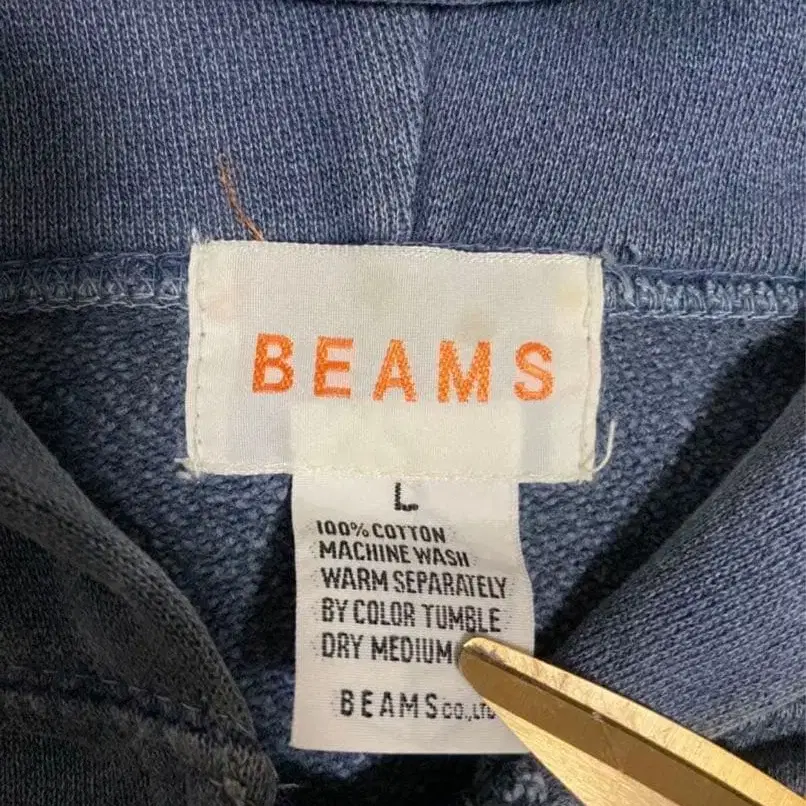 BEAMS
L
100% COTTON
MACHINE WASH
WARM SEPARATELY
BY COLOR TUMBLE
DRY MEDIUM
BEAMS CO.,LTD